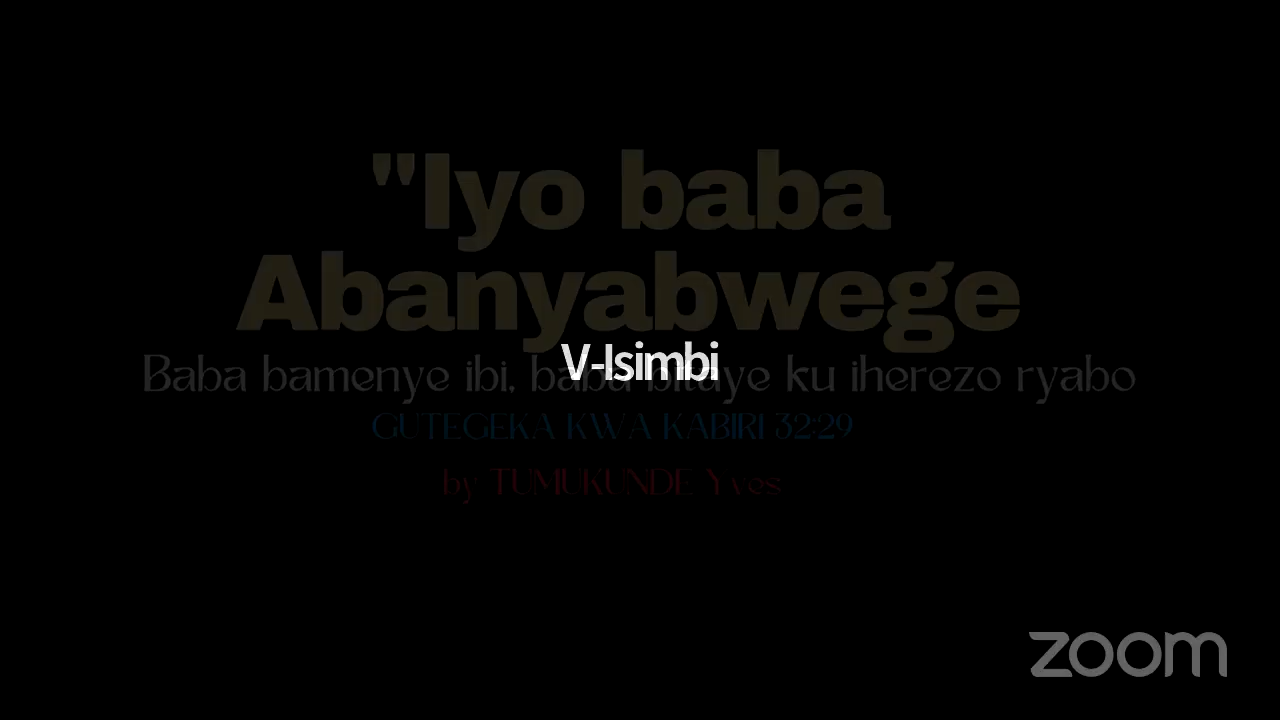 "Iyo baba
Abanyabwege
V-Isimbi
Baba bamenye ibi, baba bitaye ku iherezo ryabo
GUTEGEKA KWA KABIRI 32:29
by TUMUKUNDE Yves
zoom